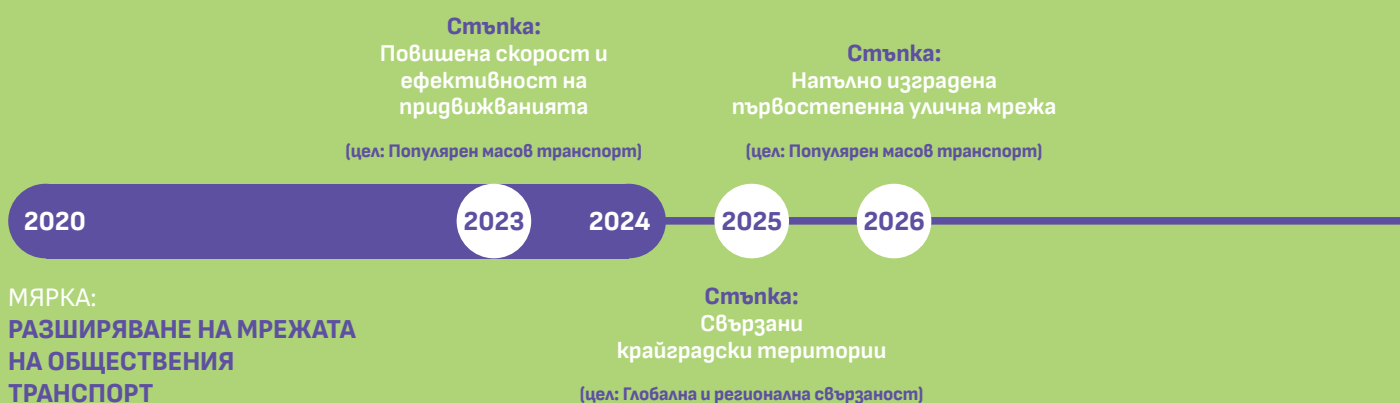 Стъпка:
Повишена скорост и
ефективност на
придвижванията
(цел: Популярен масов транспорт)
Стъпка:
Напълно изградена
първостепенна улична мрежа
(цел: Популярен масов транспорт)
2020
2023
2024
2025
2026
МЯРКА:
РАЗШИРЯВАНЕ НА МРЕЖАТА
НА ОБЩЕСТВЕНИЯ
ТРАНСПОРТ
Стъпка:
Свързани
крайградски територии
(цел: Глобална и регионална свързаност)